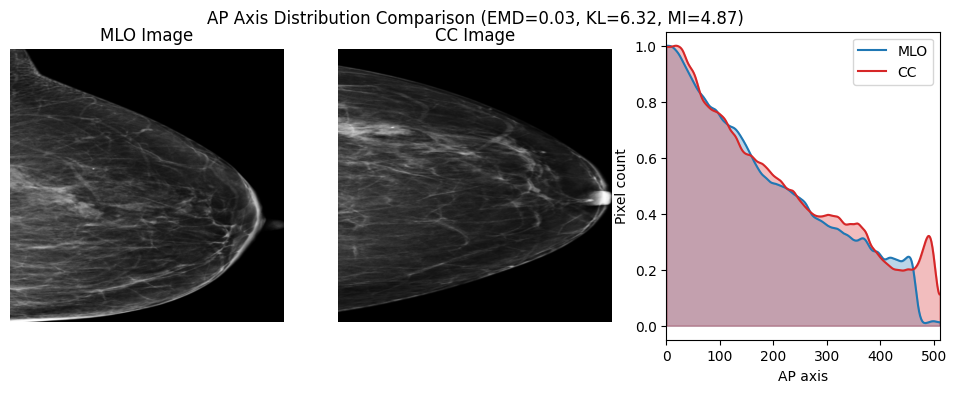 AP Axis Distribution Comparison (EMD=0.03, KL=6.32, MI=4.87)
MLO Image
CC Image
MLO
CC
Pixel count
1.0
0.8
0.6
0.4
0.2
0.0
0 100 200 300 400 500
AP axis